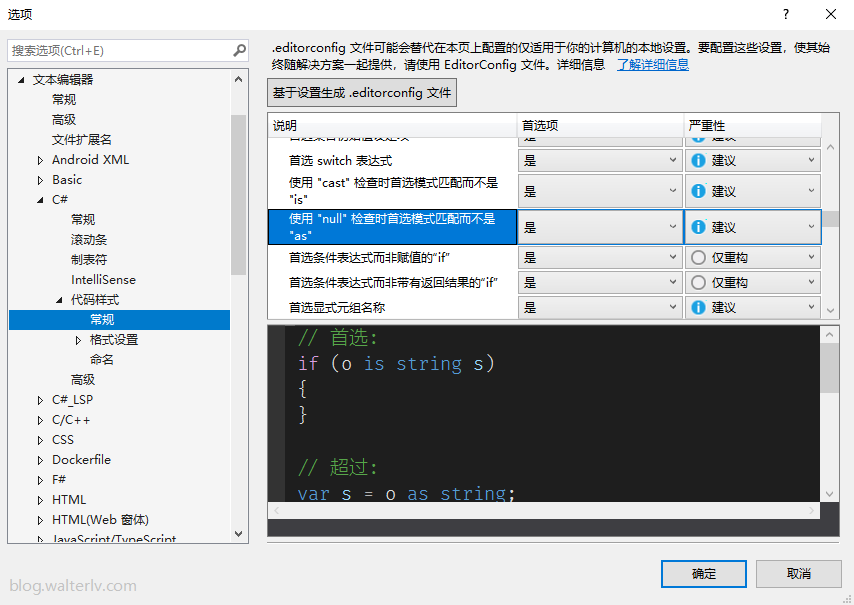 选项
搜索选项(Ctrl+E)
文本编辑器
常规
高级
文件扩展名
Android XML
Basic
C#
常规
滚动条
制表符
IntelliSense
代码样式
常规
格式设置
命名
高级
C#_LSP
C/C++
CSS
Dockerfile
F#
HTML
HTML(Web 窗体)
JavaScript/TypeScript
.editorconfig 文件可能会替代在本页上配置的仅适用于你的计算机的本地设置。要配置这些设置，使其始
终随解决方案一起提供，请使用 EditorConfig 文件。详细信息 了解详细信息
基于设置生成 .editorconfig 文件
说明 首选项 严重性
是 建议
首选 switch 表达式 是 建议
使用 "cast" 检查时首选模式匹配而不是
"is" 是 建议
使用 "null" 检查时首选模式匹配而不是
"as" 是 建议
首选条件表达式而非赋值的“if” 是 仅重构
首选条件表达式而非带有返回结果的“if” 是 仅重构
首选显式元组名称 是 建议
// 首选:
if (o is string s)
{
}
// 超过:
var s = o as string;
确定 取消
blog.walterlv.com